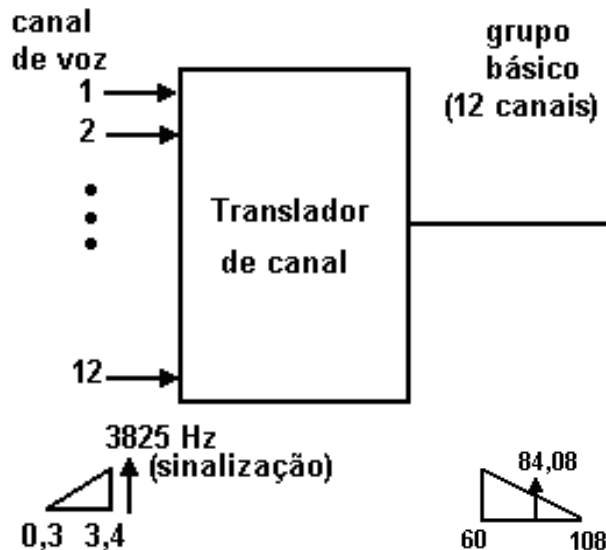 canal
de voz
1
2
12
Translador
de canal
grupo
básico
(12 canais)
3825 Hz
(sinalização)
0,3 3,4
84,08
60 108